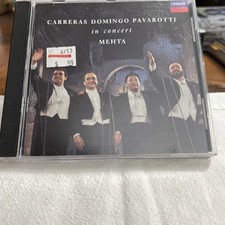 CARRERAS DOMINGO PAVAROTTI
in concert
MEHTA